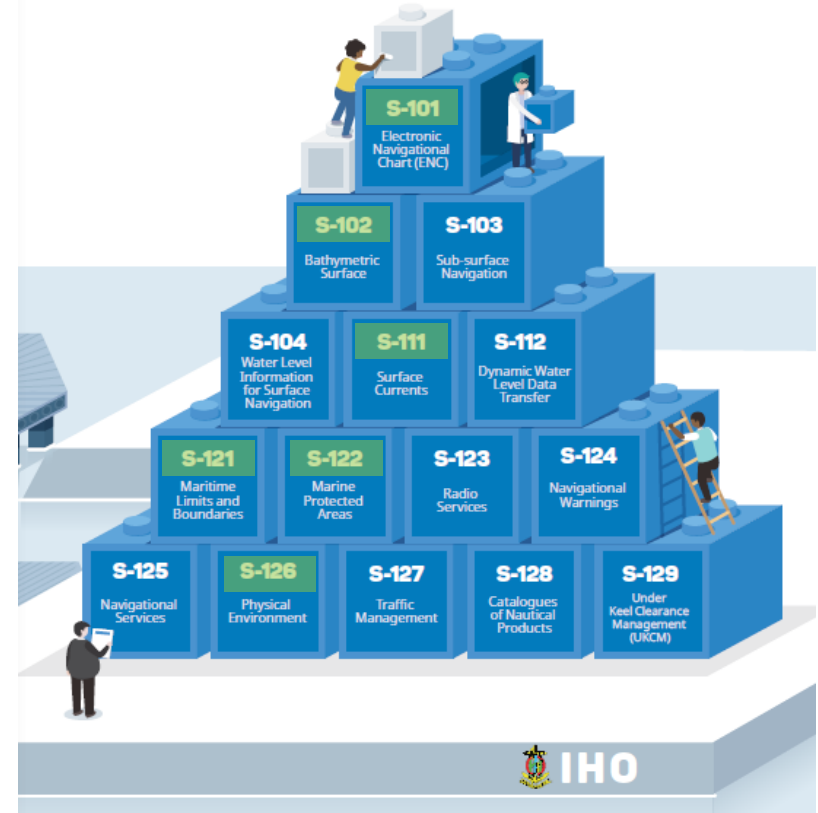 S-101
Electronic
Navigational
Chart (ENC)
S-102
Bathymetric
Surface
S-103
Sub-surface
Navigation
S-104
Water Level
Information
for Surface
Navigation
S-111
Surface
Currents
S-112
Dynamic Water
Level Data
Transfer
S-121
Maritime
Limits and
Boundaries
S-122
Marine
Protected
Areas
S-123
Radio
Services
S-124
Navigational
Warnings
S-125
Navigational
Services
S-126
Physical
Environment
S-127
Traffic
Management
S-128
Catalogues
of Nautical
Products
S-129
Under
Keel Clearance
Management
(UKCM)
IHO